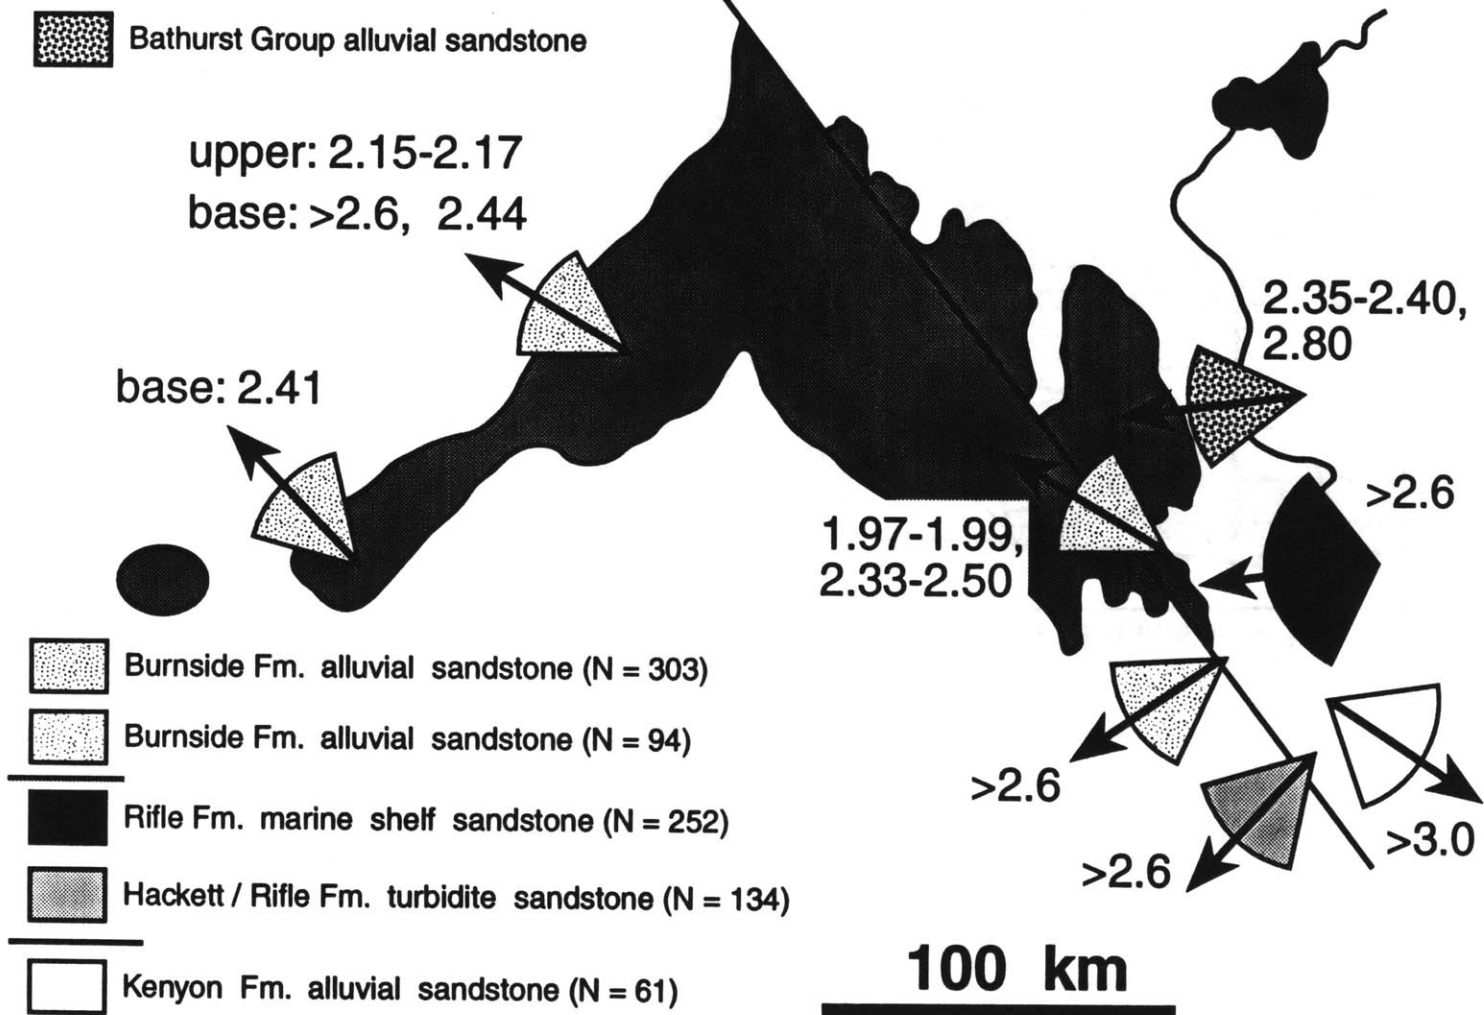 Bathurst Group alluvial sandstone
upper: 2.15-2.17
base: >2.6, 2.44
2.35-2.40,
2.80
base: 2.41
>2.6
1.97-1.99,
2.33-2.50
Burnside Fm. alluvial sandstone (N = 303)
Burnside Fm. alluvial sandstone (N = 94)
>2.6
Rifle Fm. marine shelf sandstone (N = 252)
>3.0
>2.6
Hackett / Rifle Fm. turbidite sandstone (N = 134)
100 km
Kenyon Fm. alluvial sandstone (N = 61)